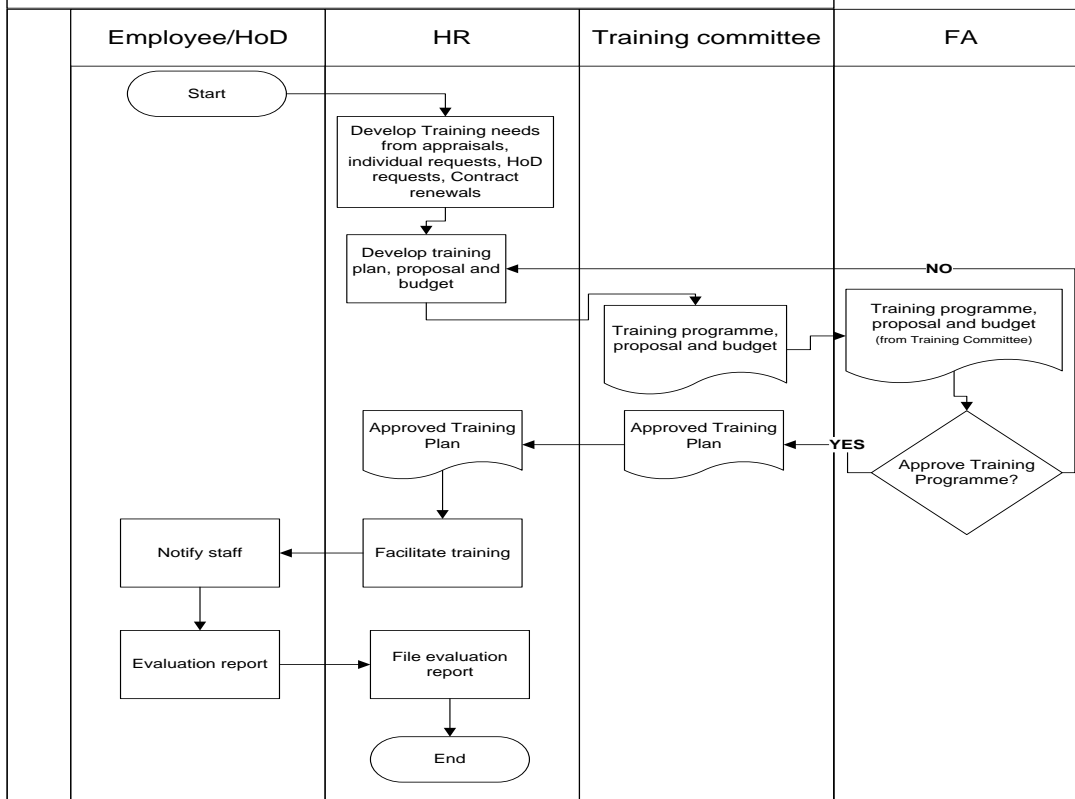 Employee/HoD
HR
Training committee
FA
Start
Develop Training needs
from appraisals,
individual requests, HoD
requests, Contract
renewals
Develop training
plan, proposal and
budget
NO
Training programme,
proposal and budget
Training programme,
proposal and budget
(from Training Committee)
Approved Training
Plan
Approved Training
Plan
YES
Approve Training
Programme?
Notify staff
Facilitate training
Evaluation report
File evaluation
report
End